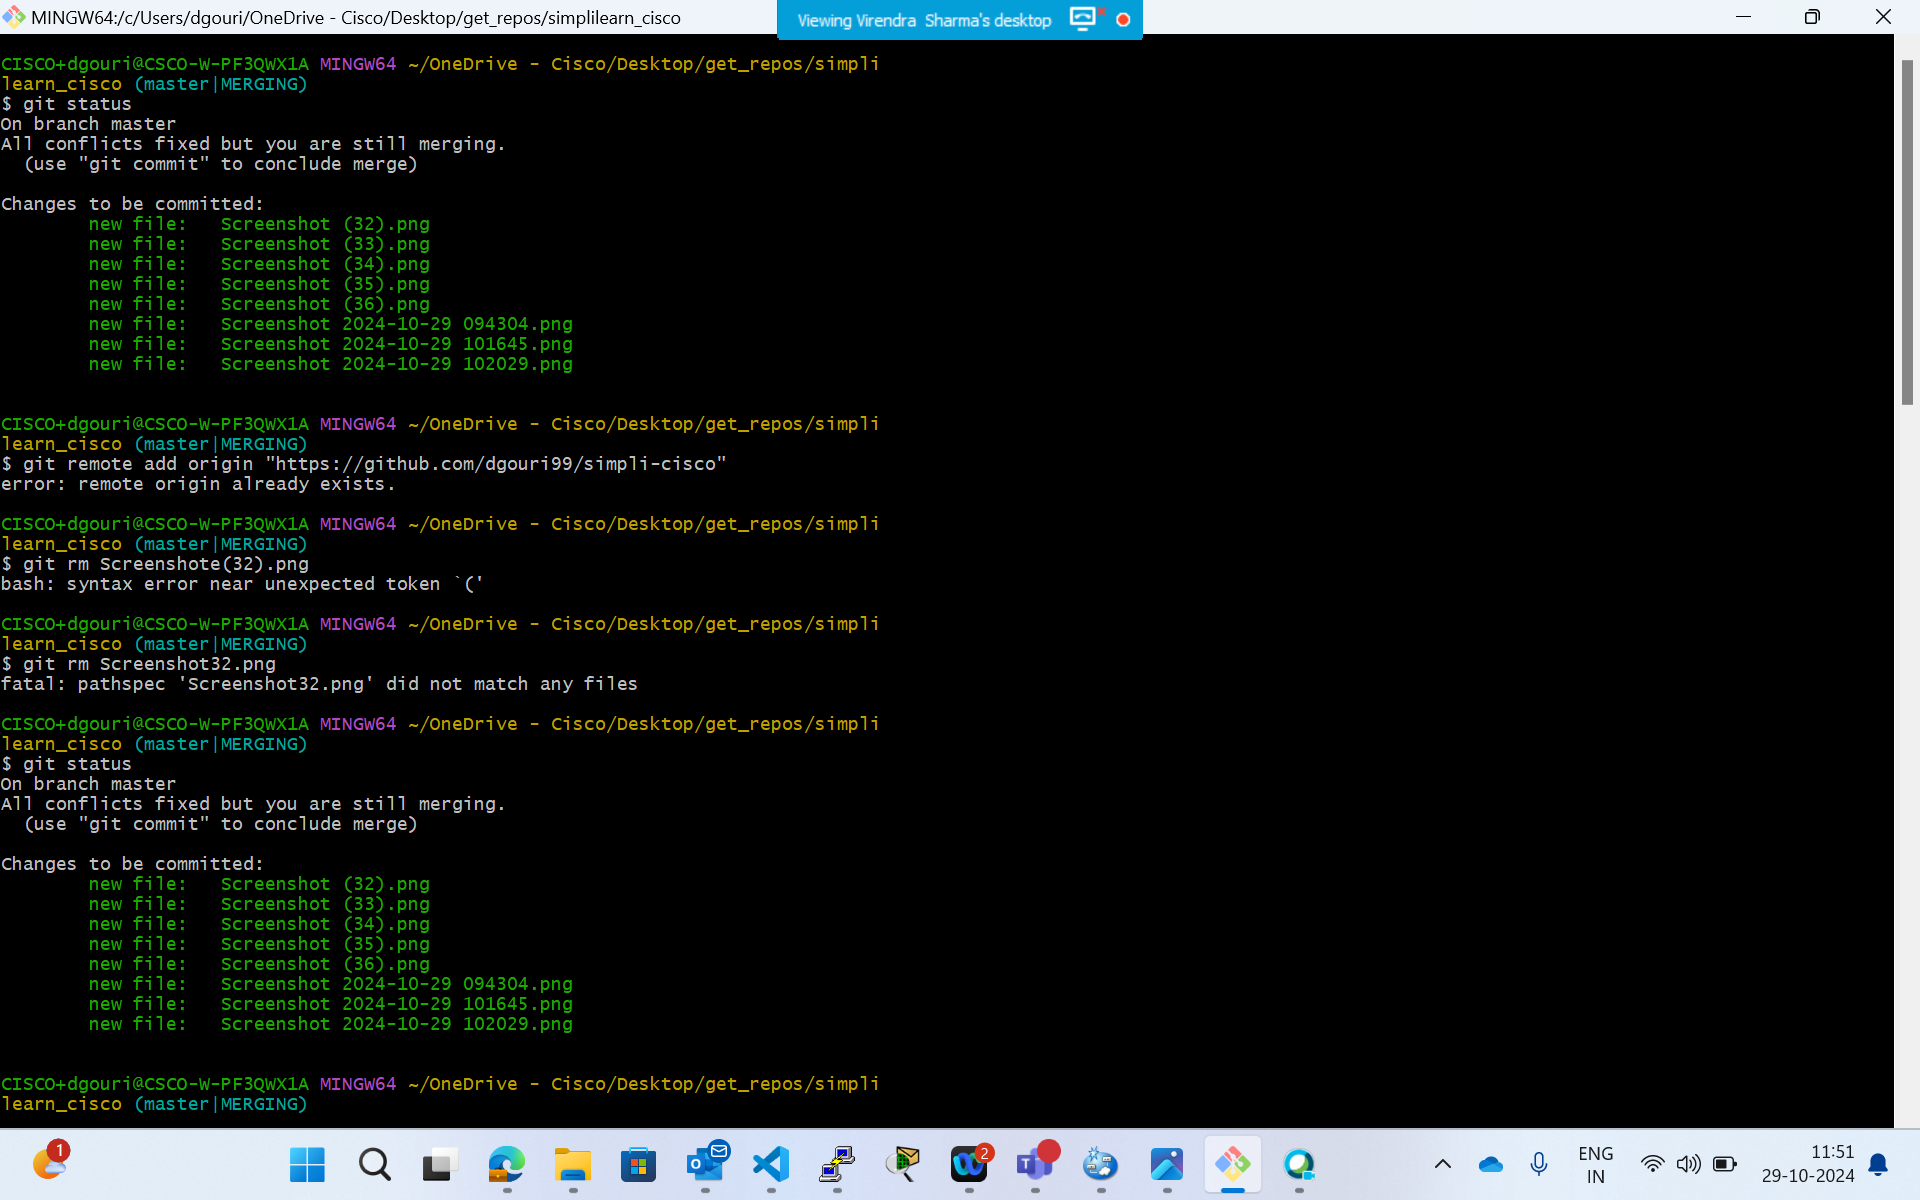 MINGW64:/c/Users/dgouri/OneDrive - Cisco/Desktop/get_repos/simplilearn_cisco
Viewing Virendra Sharma's desktop
CISCO+dgouri@CSCO-W-PF3QWX1A MINGW64 ~/OneDrive - Cisco/Desktop/get_repos/simpli
learn_cisco (master|MERGING)
$ git status
On branch master
All conflicts fixed but you are still merging.
  (use "git commit" to conclude merge)
Changes to be committed:
        new file:   Screenshot (32).png
        new file:   Screenshot (33).png
        new file:   Screenshot (34).png
        new file:   Screenshot (35).png
        new file:   Screenshot (36).png
        new file:   Screenshot 2024-10-29 094304.png
        new file:   Screenshot 2024-10-29 101645.png
        new file:   Screenshot 2024-10-29 102029.png
CISCO+dgouri@CSCO-W-PF3QWX1A MINGW64 ~/OneDrive - Cisco/Desktop/get_repos/simpli
learn_cisco (master|MERGING)
$ git remote add origin "https://github.com/dgouri99/simpli-cisco"
error: remote origin already exists.
CISCO+dgouri@CSCO-W-PF3QWX1A MINGW64 ~/OneDrive - Cisco/Desktop/get_repos/simpli
learn_cisco (master|MERGING)
$ git rm Screenshote(32).png
bash: syntax error near unexpected token `('
CISCO+dgouri@CSCO-W-PF3QWX1A MINGW64 ~/OneDrive - Cisco/Desktop/get_repos/simpli
learn_cisco (master|MERGING)
$ git rm Screenshot32.png
fatal: pathspec 'Screenshot32.png' did not match any files
CISCO+dgouri@CSCO-W-PF3QWX1A MINGW64 ~/OneDrive - Cisco/Desktop/get_repos/simpli
learn_cisco (master|MERGING)
$ git status
On branch master
All conflicts fixed but you are still merging.
  (use "git commit" to conclude merge)
Changes to be committed:
        new file:   Screenshot (32).png
        new file:   Screenshot (33).png
        new file:   Screenshot (34).png
        new file:   Screenshot (35).png
        new file:   Screenshot (36).png
        new file:   Screenshot 2024-10-29 094304.png
        new file:   Screenshot 2024-10-29 101645.png
        new file:   Screenshot 2024-10-29 102029.png
CISCO+dgouri@CSCO-W-PF3QWX1A MINGW64 ~/OneDrive - Cisco/Desktop/get_repos/simpli
learn_cisco (master|MERGING)
1
2
ENG
IN
11:51
29-10-2024